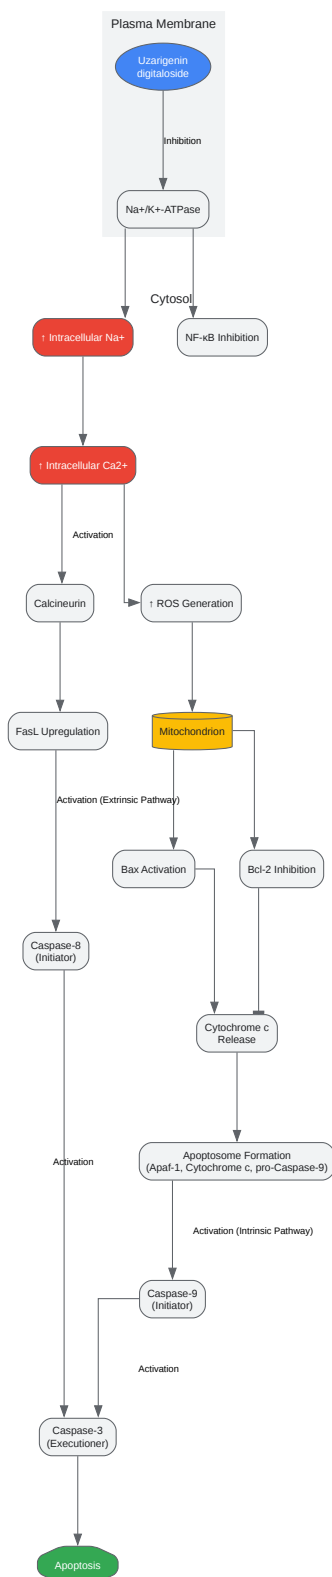 Plasma Membrane
Uzarigenin
digitaloside
Inhibition
Na+/K+-ATPase
Cytosol
↑ Intracellular Na+
NF-κB Inhibition
↑ Intracellular Ca2+
Activation
Calcineurin
↑ ROS Generation
FasL Upregulation
Mitochondrion
Activation (Extrinsic Pathway)
Bax Activation
Bcl-2 Inhibition
Caspase-8
(Initiator)
Cytochrome c
Release
Activation
Apoptosome Formation
(Apaf-1, Cytochrome c, pro-Caspase-9)
Activation (Intrinsic Pathway)
Caspase-9
(Initiator)
Activation
Caspase-3
(Executioner)
Apoptosis